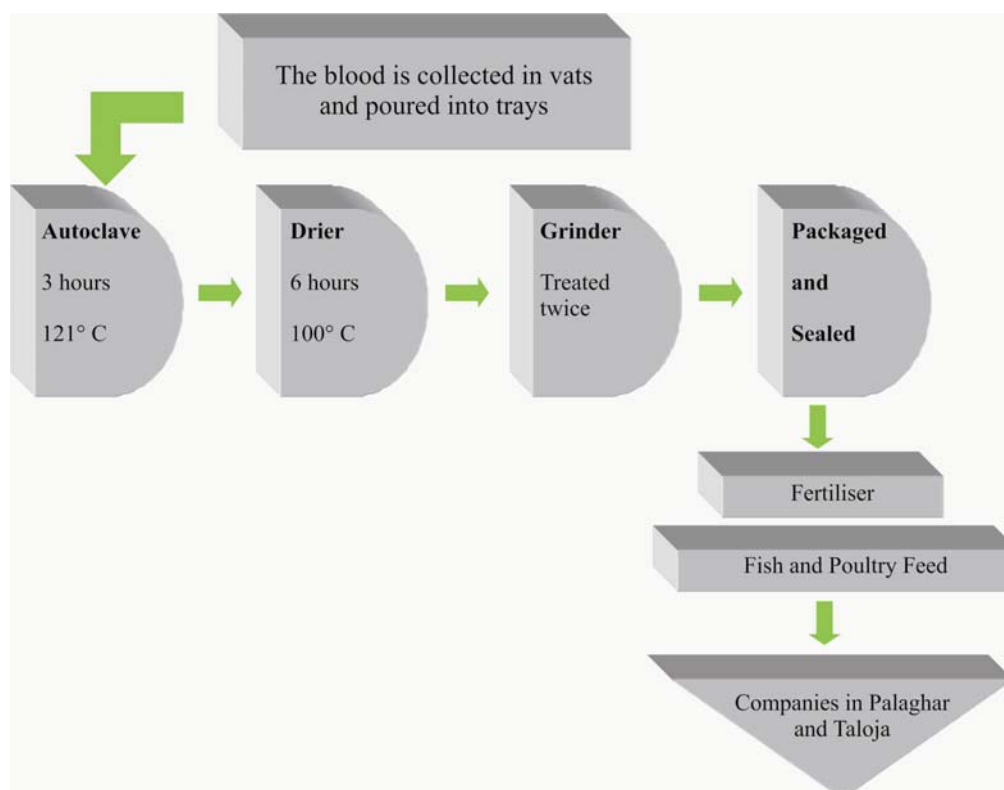 The blood is collected in vats
and poured into trays
Autoclave
3 hours
121° C
Drier
6 hours
100° C
Grinder
Treated
twice
Packaged
and
Sealed
Fertiliser
Fish and Poultry Feed
Companies in Palaghar
and Taloja